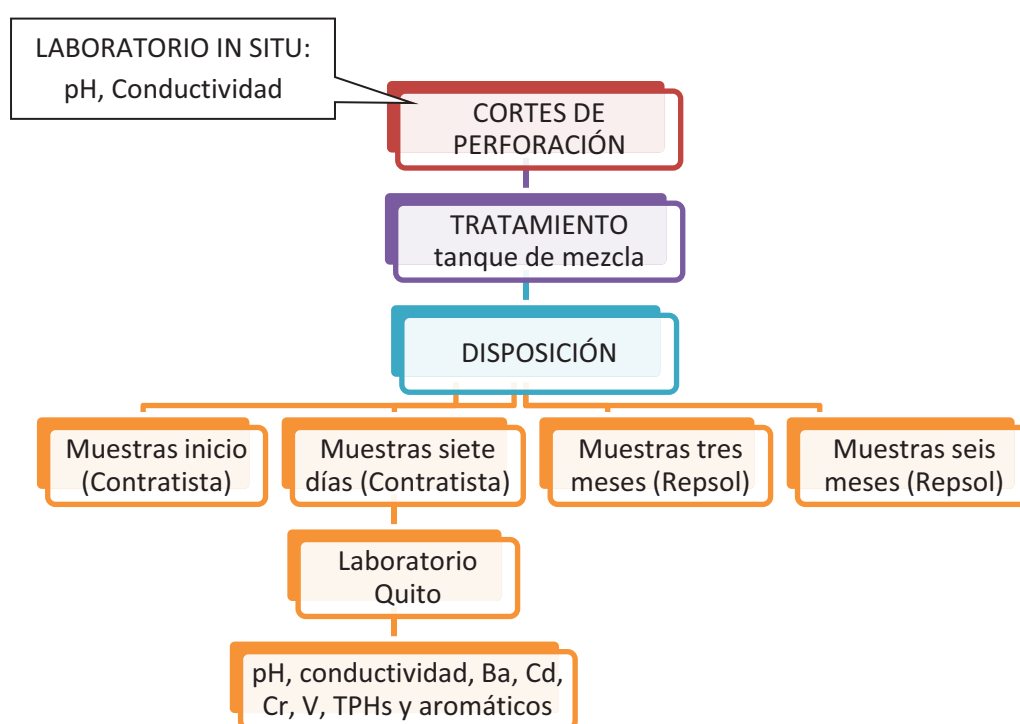 LABORATORIO IN SITU:
pH, Conductividad
CORTES DE
PERFORACIÓN
TRATAMIENTO
tanque de mezcla
DISPOSICIÓN
Muestras inicio
(Contratista)
Muestras siete
días (Contratista)
Muestras tres
meses (Repsol)
Muestras seis
meses (Repsol)
Laboratorio
Quito
pH, conductividad, Ba, Cd,
Cr, V, TPHs y aromáticos